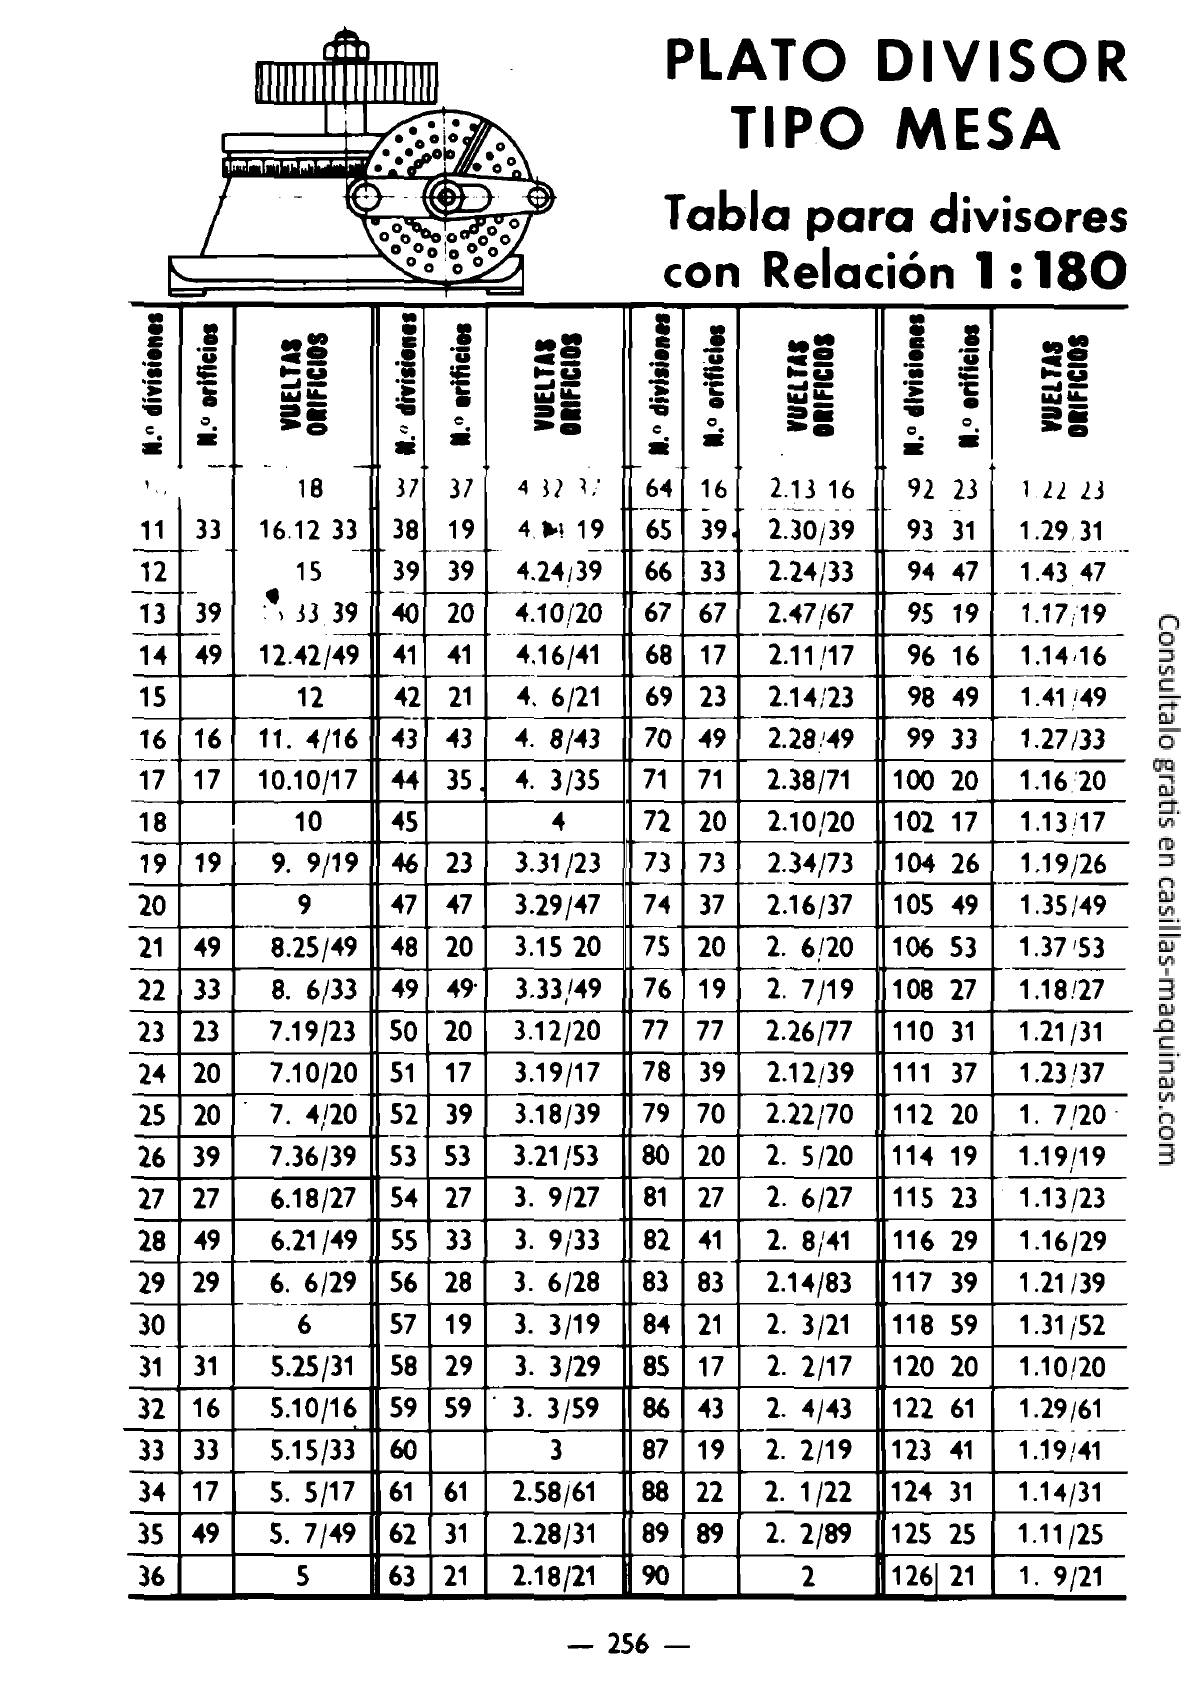 PLATO DIVISOR
TIPO MESA
Tabla para divisores
con Relación 1:180
N.º divisiones N.º orificios VUELTAS ORIFICIOS N.º divisiones N.º orificios VUELTAS ORIFICIOS N.º divisiones N.º orificios VUELTAS ORIFICIOS N.º divisiones N.º orificios VUELTAS ORIFICIOS
18 37 37 4 32 37 64 16 2.13 16 92 23 1 22 23
11 33 16.12 33 38 19 4. 19 65 39 2.30/39 93 31 1.29 31
12 15 39 39 4.24/39 66 33 2.24/33 94 47 1.43 47
13 39 33 39 40 20 4.10/20 67 67 2.47/67 95 19 1.17/19
14 49 12.42/49 41 41 4.16/41 68 17 2.11/17 96 16 1.14/16
15 12 42 21 4. 6/21 69 23 2.14/23 98 49 1.41/49
16 16 11. 4/16 43 43 4. 8/43 70 49 2.28/49 99 33 1.27/33
17 17 10.10/17 44 35 4. 3/35 71 71 2.38/71 100 20 1.16/20
18 10 45 4 72 20 2.10/20 102 17 1.13/17
19 19 9. 9/19 46 23 3.31/23 73 73 2.34/73 104 26 1.19/26
20 9 47 47 3.29/47 74 37 2.16/37 105 49 1.35/49
21 49 8.25/49 48 20 3.15 20 75 20 2. 6/20 106 53 1.37/53
22 33 8. 6/33 49 49 3.33/49 76 19 2. 7/19 108 27 1.18/27
23 23 7.19/23 50 20 3.12/20 77 77 2.26/77 110 31 1.21/31
24 20 7.10/20 51 17 3.19/17 78 39 2.12/39 111 37 1.23/37
25 20 7. 4/20 52 39 3.18/39 79 70 2.22/70 112 20 1. 7/20
26 39 7.36/39 53 53 3.21/53 80 20 2. 5/20 114 19 1.19/19
27 27 6.18/27 54 27 3. 9/27 81 27 2. 6/27 115 23 1.13/23
28 49 6.21/49 55 33 3. 9/33 82 41 2. 8/41 116 29 1.16/29
29 29 6. 6/29 56 28 3. 6/28 83 83 2.14/83 117 39 1.21/39
30 6 57 19 3. 3/19 84 21 2. 3/21 118 59 1.31/52
31 31 5.25/31 58 29 3. 3/29 85 17 2. 2/17 120 20 1.10/20
32 16 5.10/16 59 59 3. 3/59 86 43 2. 4/43 122 61 1.29/61
33 33 5.15/33 60 3 87 19 2. 2/19 123 41 1.19/41
34 17 5. 5/17 61 61 2.58/61 88 22 2. 1/22 124 31 1.14/31
35 49 5. 7/49 62 31 2.28/31 89 89 2. 2/89 125 25 1.11/25
36 5 63 21 2.18/21 90 2 126 21 1. 9/21
— 256 —
Consultalo gratis en casillas-maquinas.com